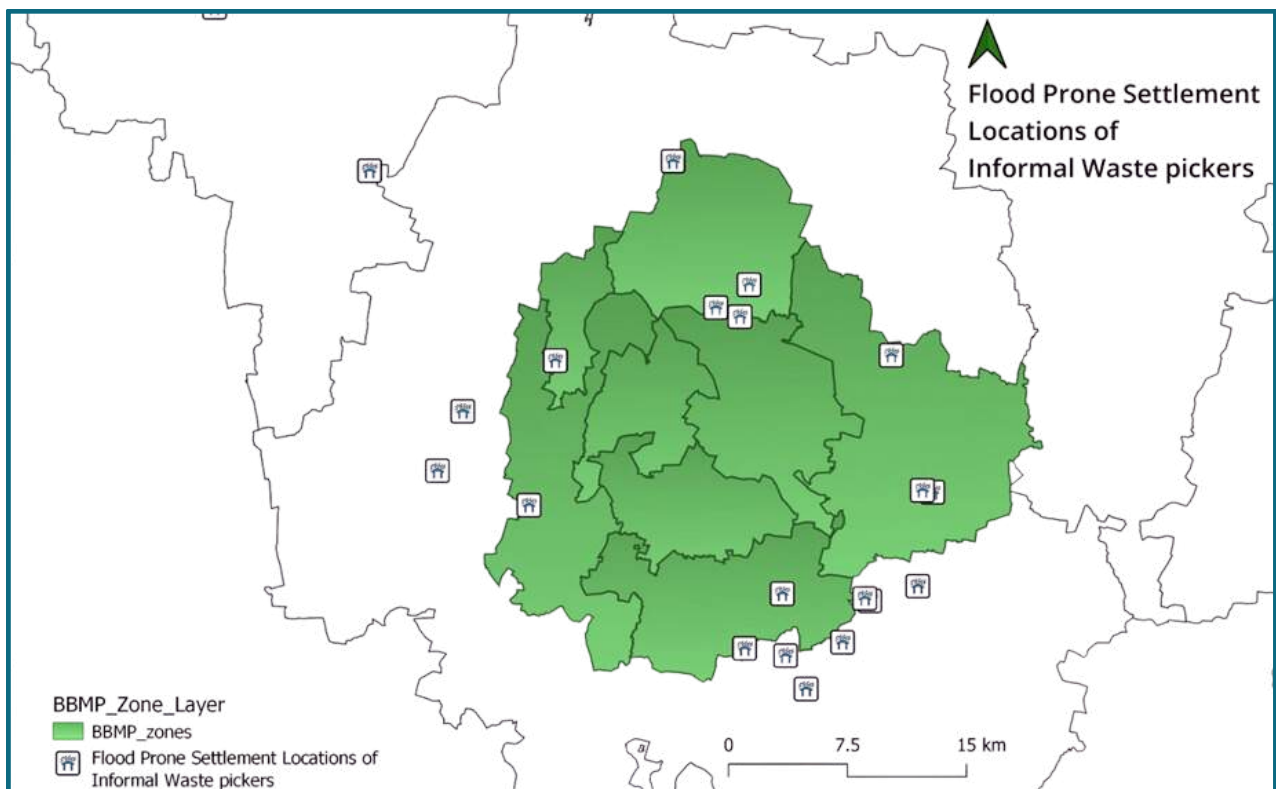 Flood Prone Settlement
Locations of
Informal Waste pickers
BBMP_Zone_Layer
BBMP_zones
Flood Prone Settlement Locations of
Informal Waste pickers
0 7.5 15 km